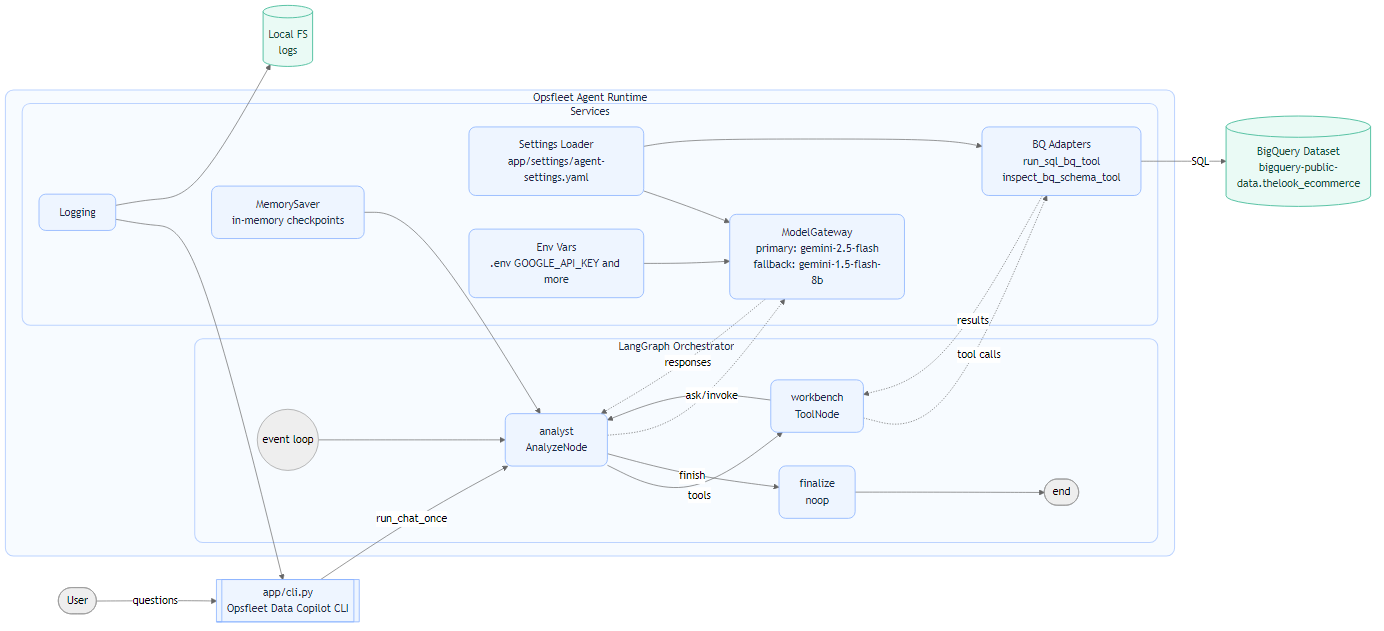 Local FS
logs
Opsfleet Agent Runtime
Services
Settings Loader
app/settings/agent-
settings.yaml
BQ Adapters
run_sql_bq_tool
inspect_bq_schema_tool
SQL
BigQuery Dataset
bigquery-public-
data.thelook_ecommerce
Logging
MemorySaver
in-memory checkpoints
Env Vars
.env GOOGLE_API_KEY and
more
ModelGateway
primary: gemini-2.5-flash
fallback: gemini-1.5-flash-
8b
results
LangGraph Orchestrator
responses
tool calls
ask/invoke
workbench
ToolNode
event loop
analyst
AnalyzeNode
finish
tools
finalize
noop
end
run_chat_once
User
questions
app/cli.py
Opsfleet Data Copilot CLI